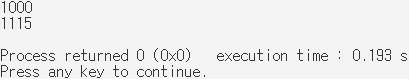 1000
1115
Process returned 0 (0x0)   execution time : 0.193 s
Press any key to continue.